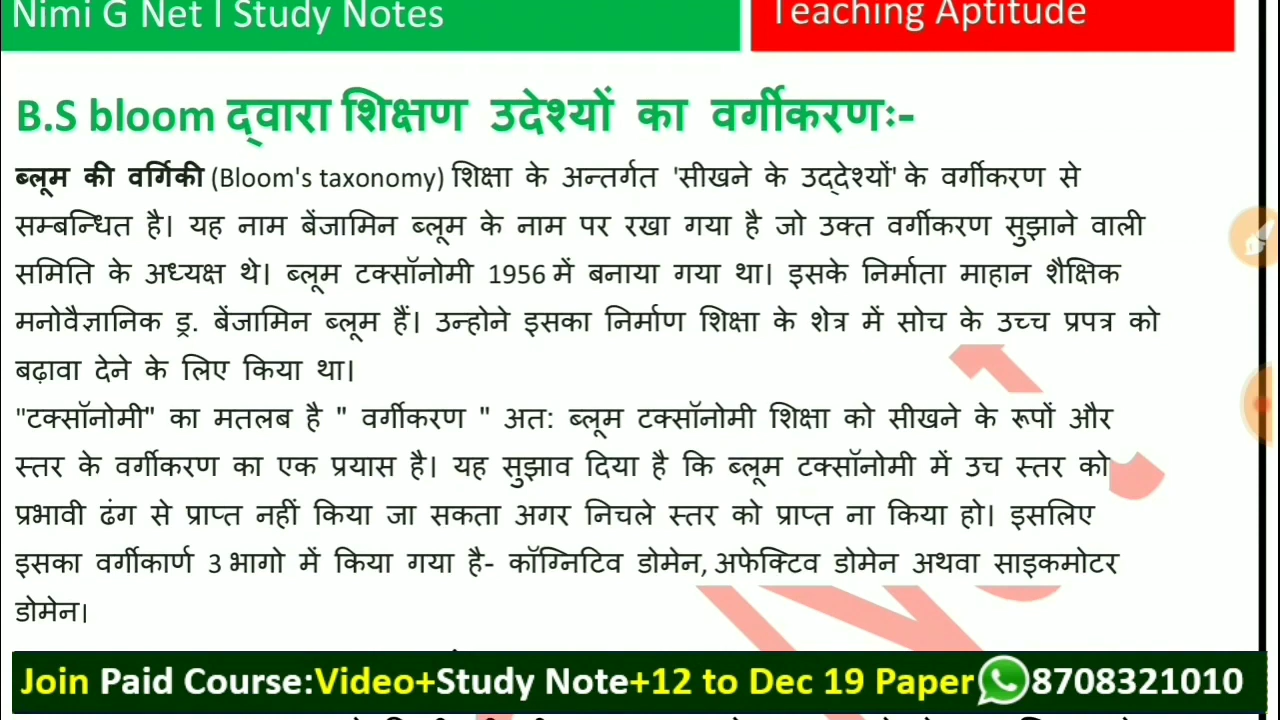 Nimi G Net l Study Notes
Teaching Aptitude
B.S bloom द्वारा शिक्षण उदेश्यों का वर्गीकरणः-
ब्लूम की वर्गिकी (Bloom's taxonomy) शिक्षा के अन्तर्गत 'सीखने के उद्देश्यों' के वर्गीकरण से
सम्बन्धित है। यह नाम बेंजामिन ब्लूम के नाम पर रखा गया है जो उक्त वर्गीकरण सुझाने वाली
समिति के अध्यक्ष थे। ब्लूम टक्सॉनोमी 1956 में बनाया गया था। इसके निर्माता माहान शैक्षिक
मनोवैज्ञानिक ड्र. बेंजामिन ब्लूम हैं। उन्होने इसका निर्माण शिक्षा के शेत्र में सोच के उच्च प्रपत्र को
बढ़ावा देने के लिए किया था।
"टक्सॉनोमी" का मतलब है " वर्गीकरण " अत: ब्लूम टक्सॉनोमी शिक्षा को सीखने के रूपों और
स्तर के वर्गीकरण का एक प्रयास है। यह सुझाव दिया है कि ब्लूम टक्सॉनोमी में उच स्तर को
प्रभावी ढंग से प्राप्त नहीं किया जा सकता अगर निचले स्तर को प्राप्त ना किया हो। इसलिए
इसका वर्गीकार्ण 3 भागो में किया गया है- कॉग्निटिव डोमेन, अफेक्टिव डोमेन अथवा साइकमोटर
डोमेन।
Join Paid Course:Video+Study Note+12 to Dec 19 Paper 8708321010